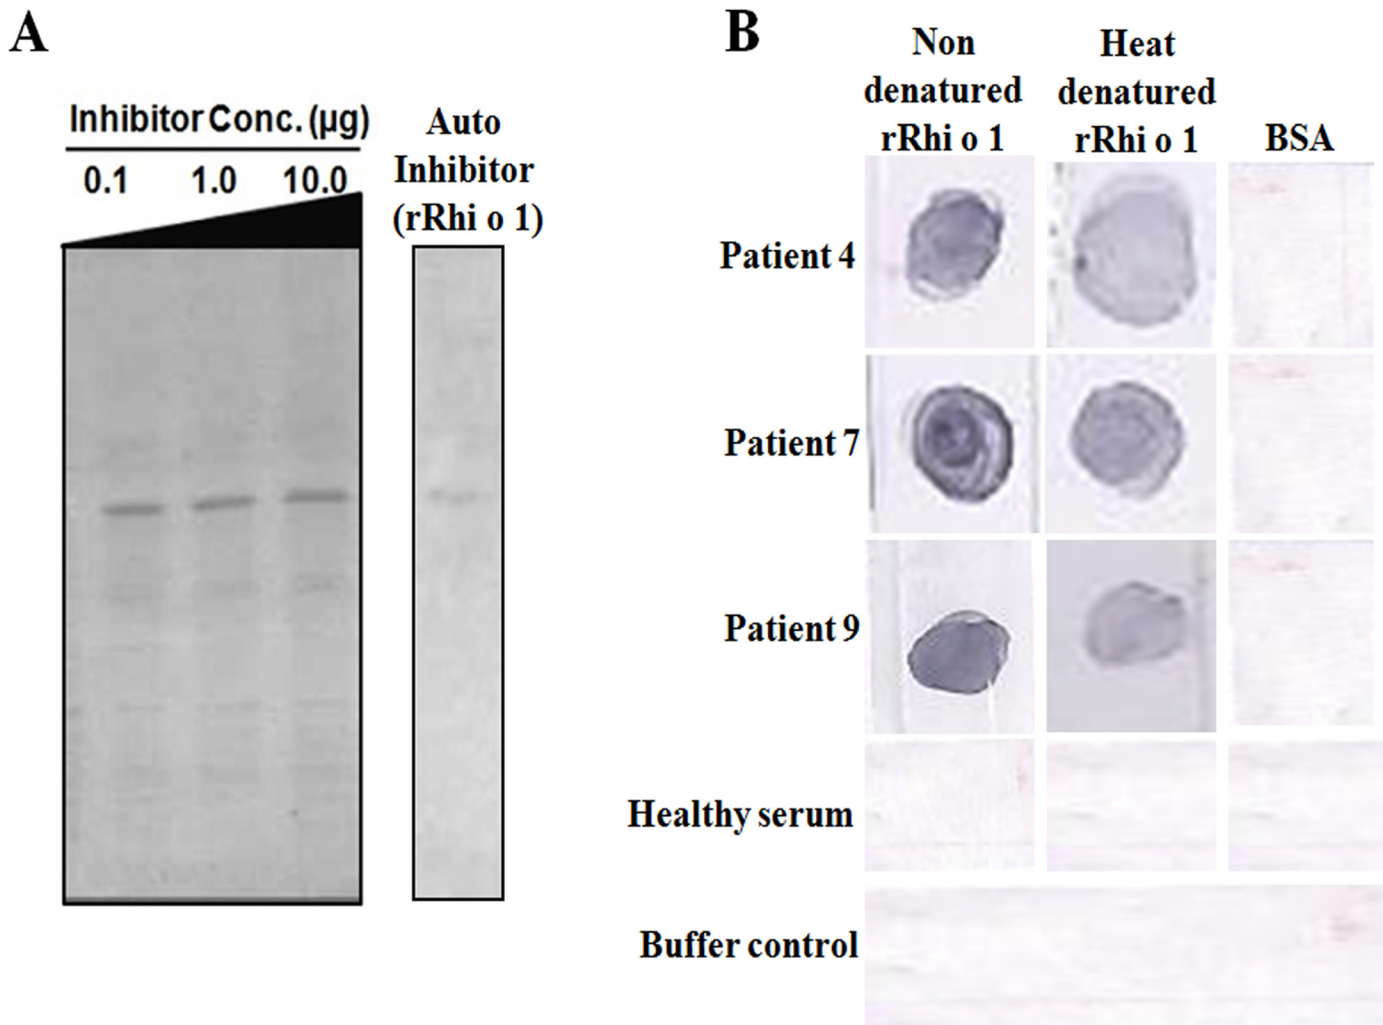 A
Inhibitor Conc. (µg)
0.1 1.0 10.0
Auto
Inhibitor
(rRhi o 1)
B
Non
denatured
rRhi o 1
Heat
denatured
rRhi o 1
BSA
Patient 4
Patient 7
Patient 9
Healthy serum
Buffer control